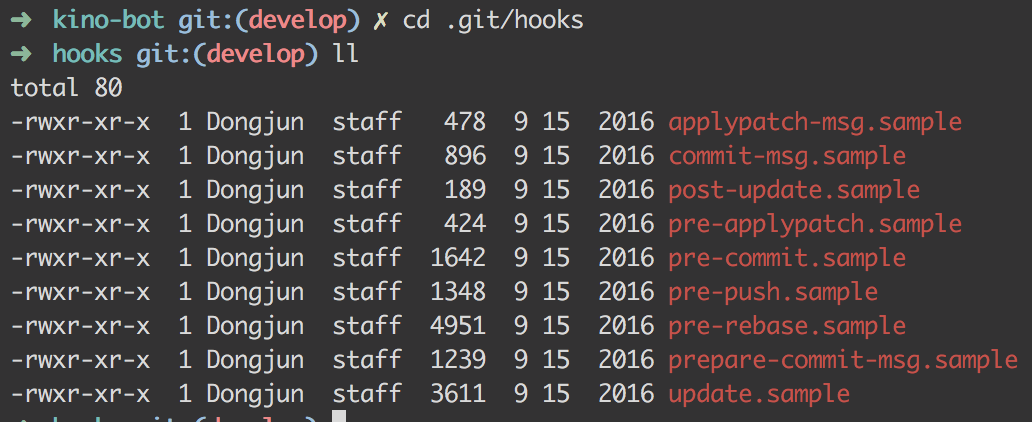 ➜ kino-bot git:(develop) ✗ cd .git/hooks
➜ hooks git:(develop) ll
total 80
-rwxr-xr-x 1 Dongjun staff 478 9 15 2016 applypatch-msg.sample
-rwxr-xr-x 1 Dongjun staff 896 9 15 2016 commit-msg.sample
-rwxr-xr-x 1 Dongjun staff 189 9 15 2016 post-update.sample
-rwxr-xr-x 1 Dongjun staff 424 9 15 2016 pre-applypatch.sample
-rwxr-xr-x 1 Dongjun staff 1642 9 15 2016 pre-commit.sample
-rwxr-xr-x 1 Dongjun staff 1348 9 15 2016 pre-push.sample
-rwxr-xr-x 1 Dongjun staff 4951 9 15 2016 pre-rebase.sample
-rwxr-xr-x 1 Dongjun staff 1239 9 15 2016 prepare-commit-msg.sample
-rwxr-xr-x 1 Dongjun staff 3611 9 15 2016 update.sample